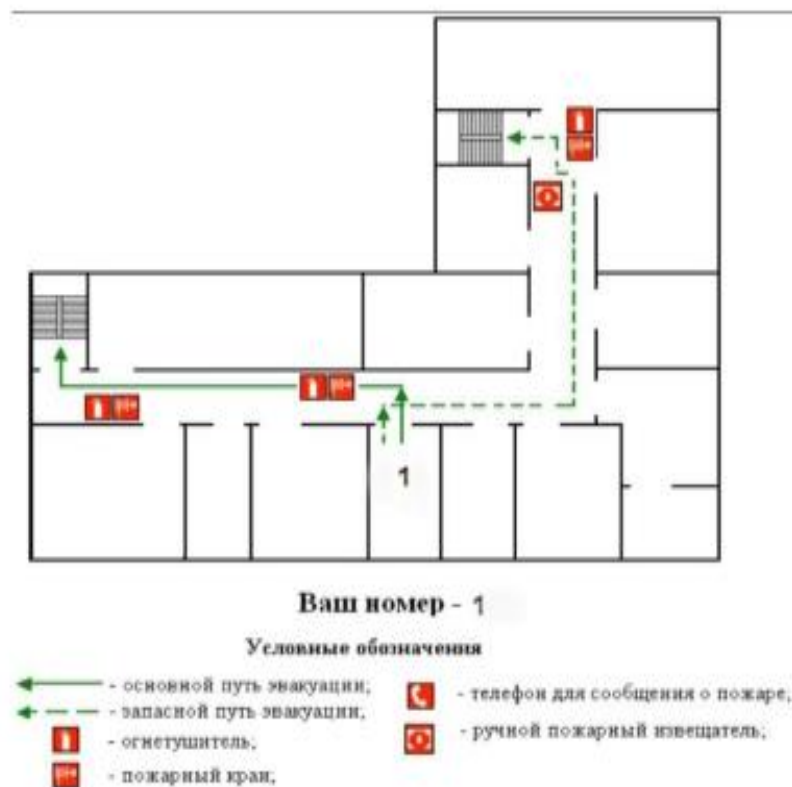 1
Ваш номер - 1
Условные обозначения
- основной путь эвакуации;
- запасной путь эвакуации;
- огнетушитель;
- пожарный кран;
- телефон для сообщения о пожаре;
- ручной пожарный извещатель;